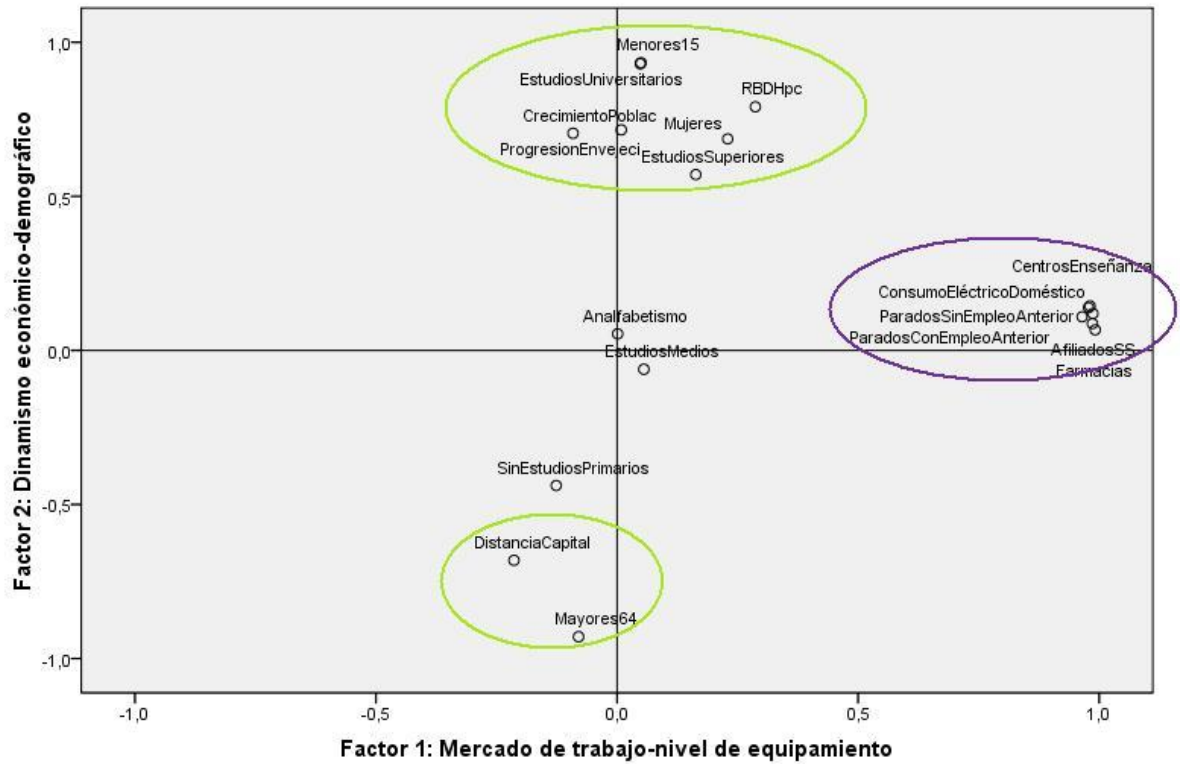 Factor 2: Dinamismo económico-demográfico
1,0
0,5
0,0
-0,5
-1,0
Menores15
EstudiosUniversitarios
RBDHpc
CrecimientoPoblac
Mujeres
ProgresionEnvejeci
EstudiosSuperiores
CentrosEnseñanza
ConsumoEléctricoDoméstico
Analfabetismo
ParadosSinEmpleoAnterior
ParadosConEmpleoAnterior
EstudiosMedios
AfiliadosSS
Farmacias
SinEstudiosPrimarios
DistanciaCapital
Mayores64
-1,0
-0,5
0,0
0,5
1,0
Factor 1: Mercado de trabajo-nivel de equipamiento